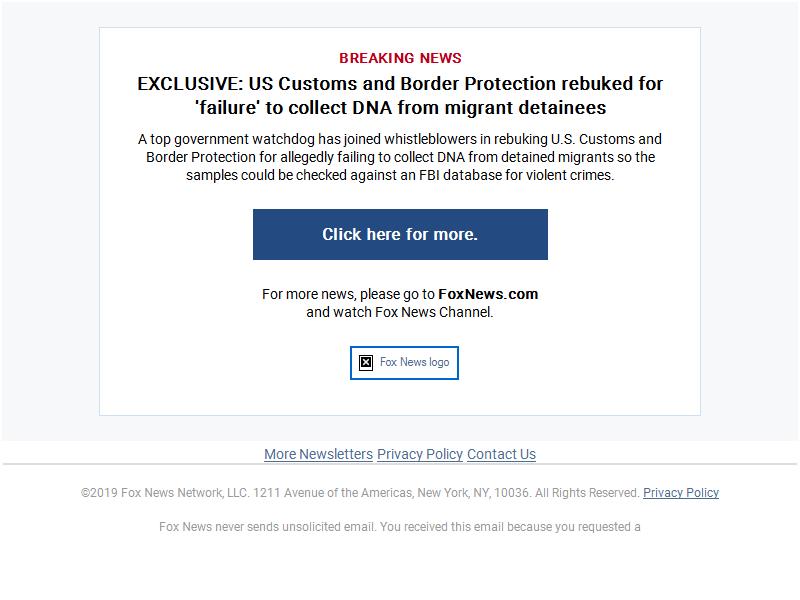 BREAKING NEWS
EXCLUSIVE: US Customs and Border Protection rebuked for
'failure' to collect DNA from migrant detainees
A top government watchdog has joined whistleblowers in rebuking U.S. Customs and
Border Protection for allegedly failing to collect DNA from detained migrants so the
samples could be checked against an FBI database for violent crimes.
Click here for more.
For more news, please go to FoxNews.com
and watch Fox News Channel.
Fox News logo
More Newsletters Privacy Policy Contact Us
©2019 Fox News Network, LLC. 1211 Avenue of the Americas, New York, NY, 10036. All Rights Reserved. Privacy Policy
Fox News never sends unsolicited email. You received this email because you requested a